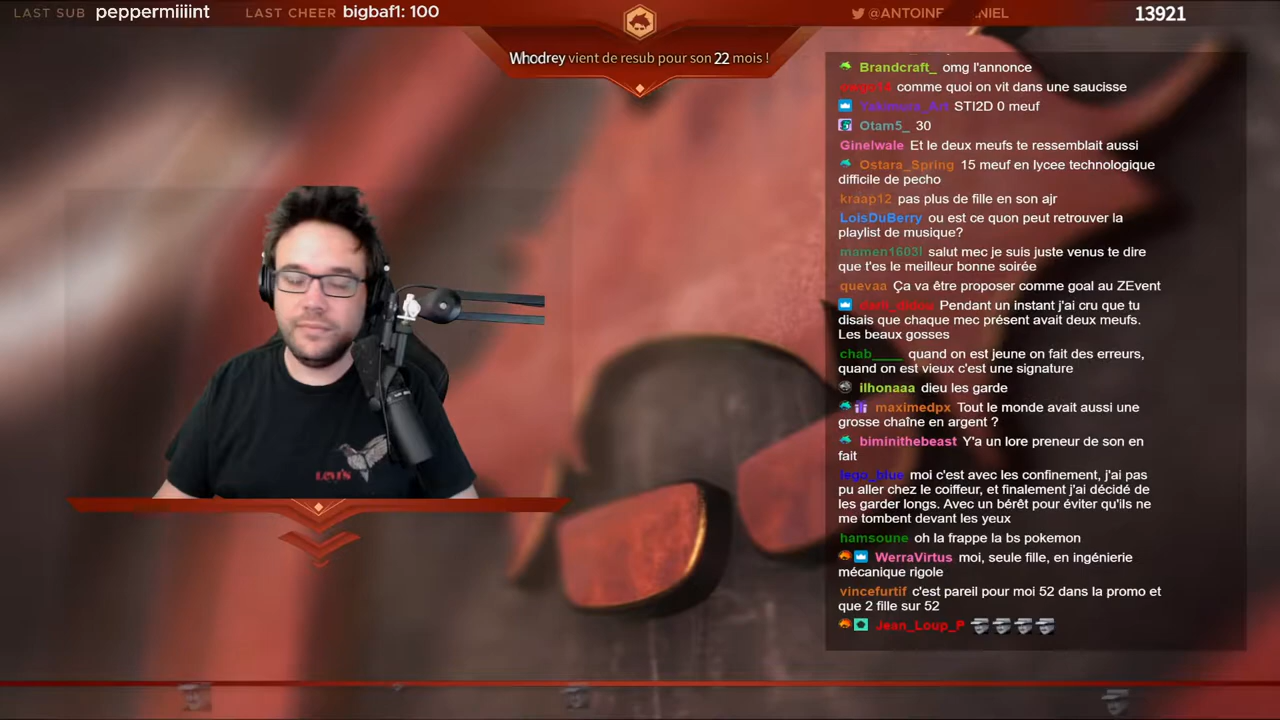 LAST SUB peppermiiiint LAST CHEER bigbaf1: 100
@ANTOINE NIEL 13921
Whodrey vient de resub pour son 22 mois !
Brandcraft_ omg l'annonce
comme quoi on vit dans une saucisse
STI2D 0 meuf
Otam5_ 30
Ginelwale Et le deux meufs te ressemblait aussi
Ostara_Spring 15 meuf en lycee technologique
difficile de pecho
kraap12 pas plus de fille en son ajr
LoisDuBerry ou est ce quon peut retrouver la
playlist de musique?
mamen1603l salut mec je suis juste venus te dire
que t'es le meilleur bonne soirée
quevaa Ça va être proposer comme goal au ZEvent
darli_didou Pendant un instant j'ai cru que tu
disais que chaque mec présent avait deux meufs.
Les beaux gosses
chab____ quand on est jeune on fait des erreurs,
quand on est vieux c'est une signature
ilhonaaa dieu les garde
maximedpx Tout le monde avait aussi une
grosse chaîne en argent ?
biminithebeast Y'a un lore preneur de son en
fait
lega_blue moi c'est avec les confinement, j'ai pas
pu aller chez le coiffeur, et finalement j'ai décidé de
les garder longs. Avec un bérêt pour éviter qu'ils ne
me tombent devant les yeux
hamsoune oh la frappe la bs pokemon
WerraVirtus moi, seule fille, en ingénierie
mécanique rigole
vincefurtif c'est pareil pour moi 52 dans la promo et
que 2 fille sur 52
Jean_Loup_P
LEVI'S